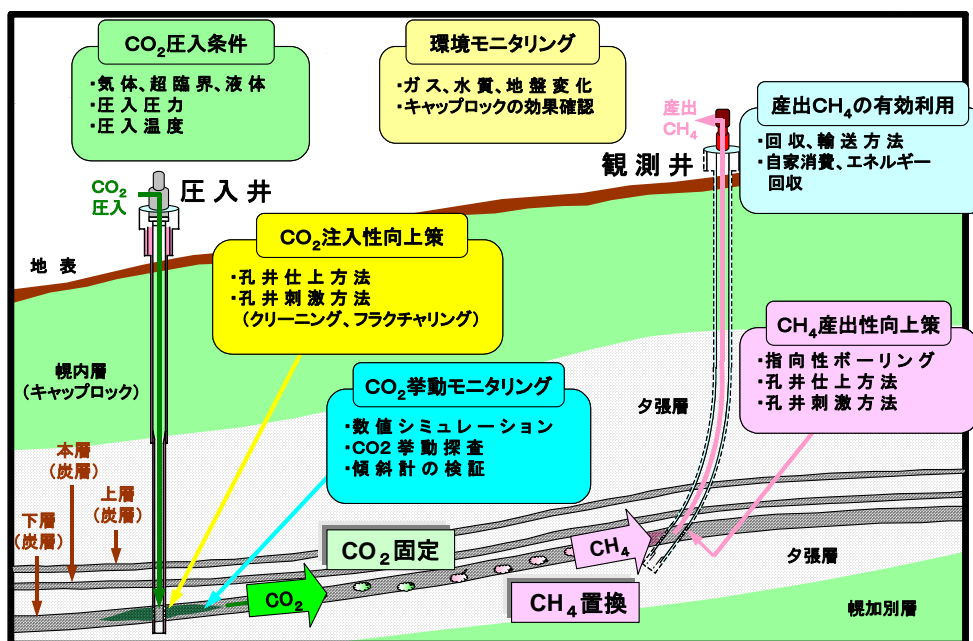 CO₂圧入条件
・気体、超臨界、液体
・圧入圧力
・圧入温度
環境モニタリング
・ガス、水質、地盤変化
・キャップロックの効果確認
産出
CH₄
産出CH₄の有効利用
・回収、輸送方法
・自家消費、エネルギー
回収
観測井
CO₂
圧入
圧入井
CO₂注入性向上策
・孔井仕上方法
・孔井刺激方法
（クリーニング、フラクチャリング）
地表
CH₄産出性向上策
・指向性ボーリング
・孔井仕上方法
・孔井刺激方法
幌内層
（キャップロック）
CO₂挙動モニタリング
・数値シミュレーション
・CO2挙動探査
・傾斜計の検証
夕張層
本層
（炭層）
上層
（炭層）
下層
（炭層）
CO₂固定
CH₄
夕張層
CO₂
CH₄置換
幌加別層